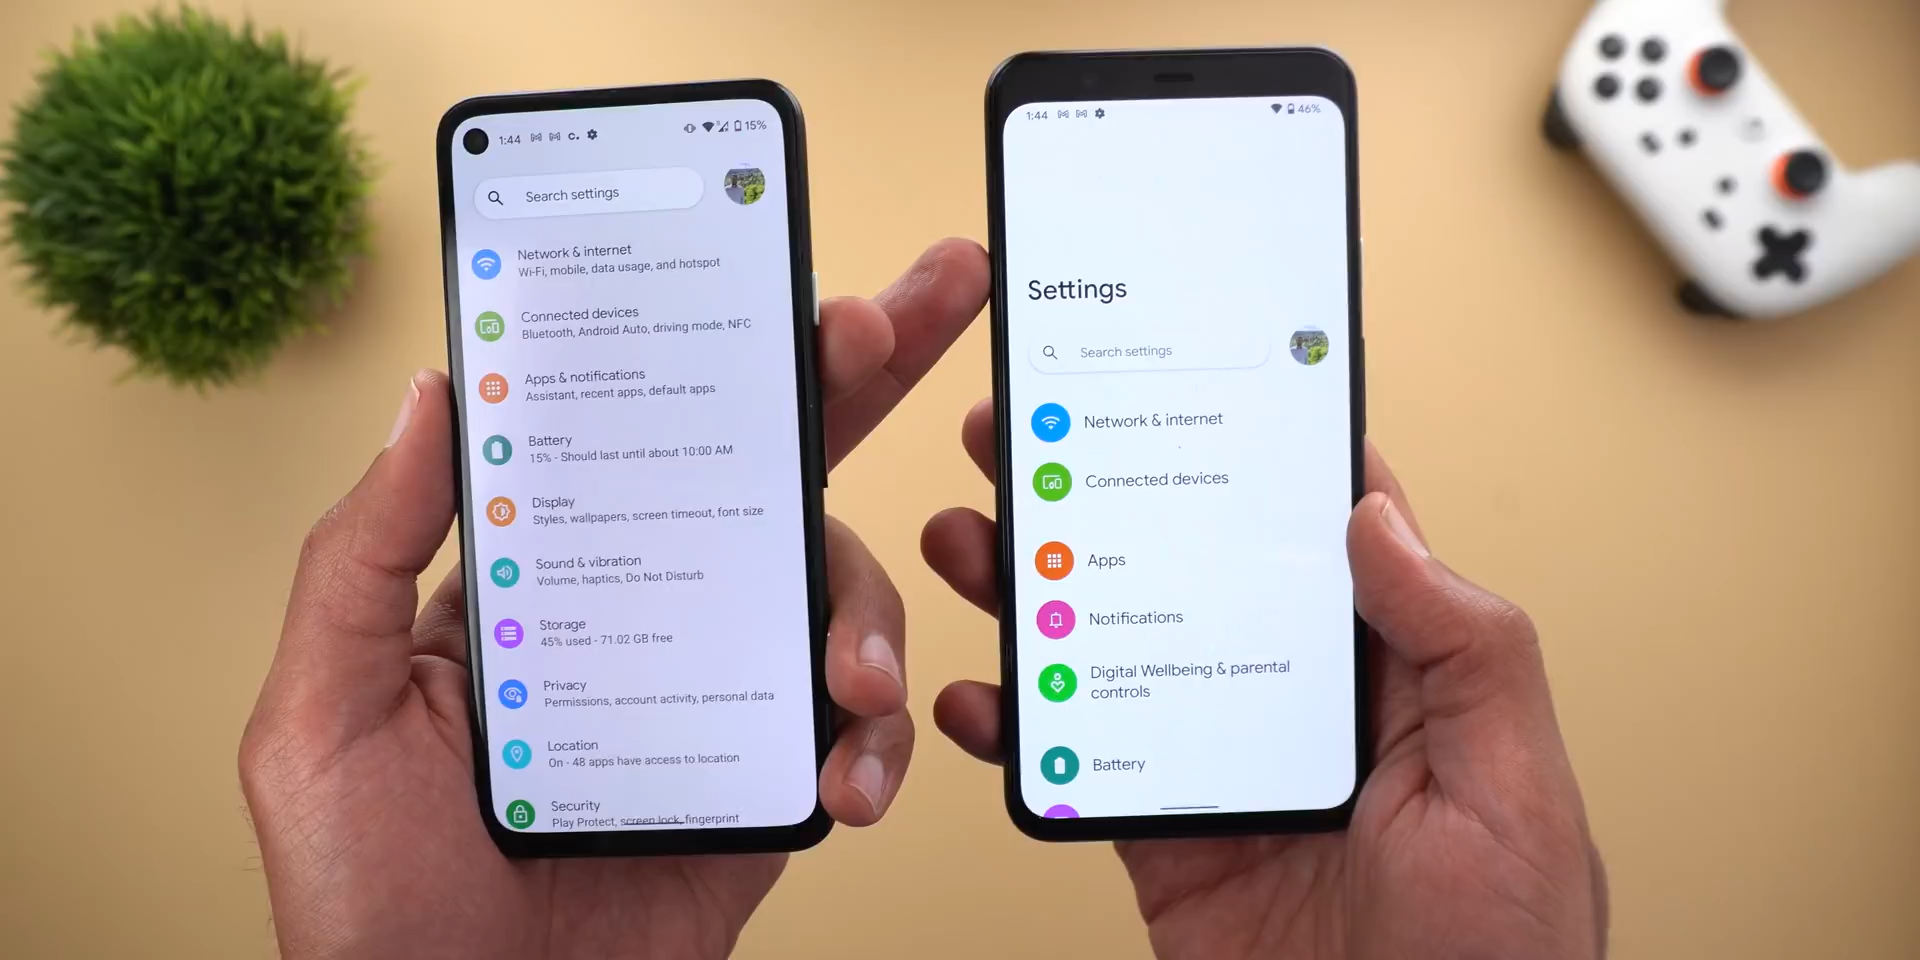 1:44
15%
Search settings
Network & internet
Wi-Fi, mobile, data usage, and hotspot
Connected devices
Bluetooth, Android Auto, driving mode, NFC
Apps & notifications
Assistant, recent apps, default apps
Battery
15% - Should last until about 10:00 AM
Display
Styles, wallpapers, screen timeout, font size
Sound & vibration
Volume, haptics, Do Not Disturb
Storage
45% used - 71.02 GB free
Privacy
Permissions, account activity, personal data
Location
On - 48 apps have access to location
Security
Play Protect, screen lock, fingerprint
1:44
46%
Settings
Search settings
Network & internet
Connected devices
Apps
Notifications
Digital Wellbeing & parental
controls
Battery